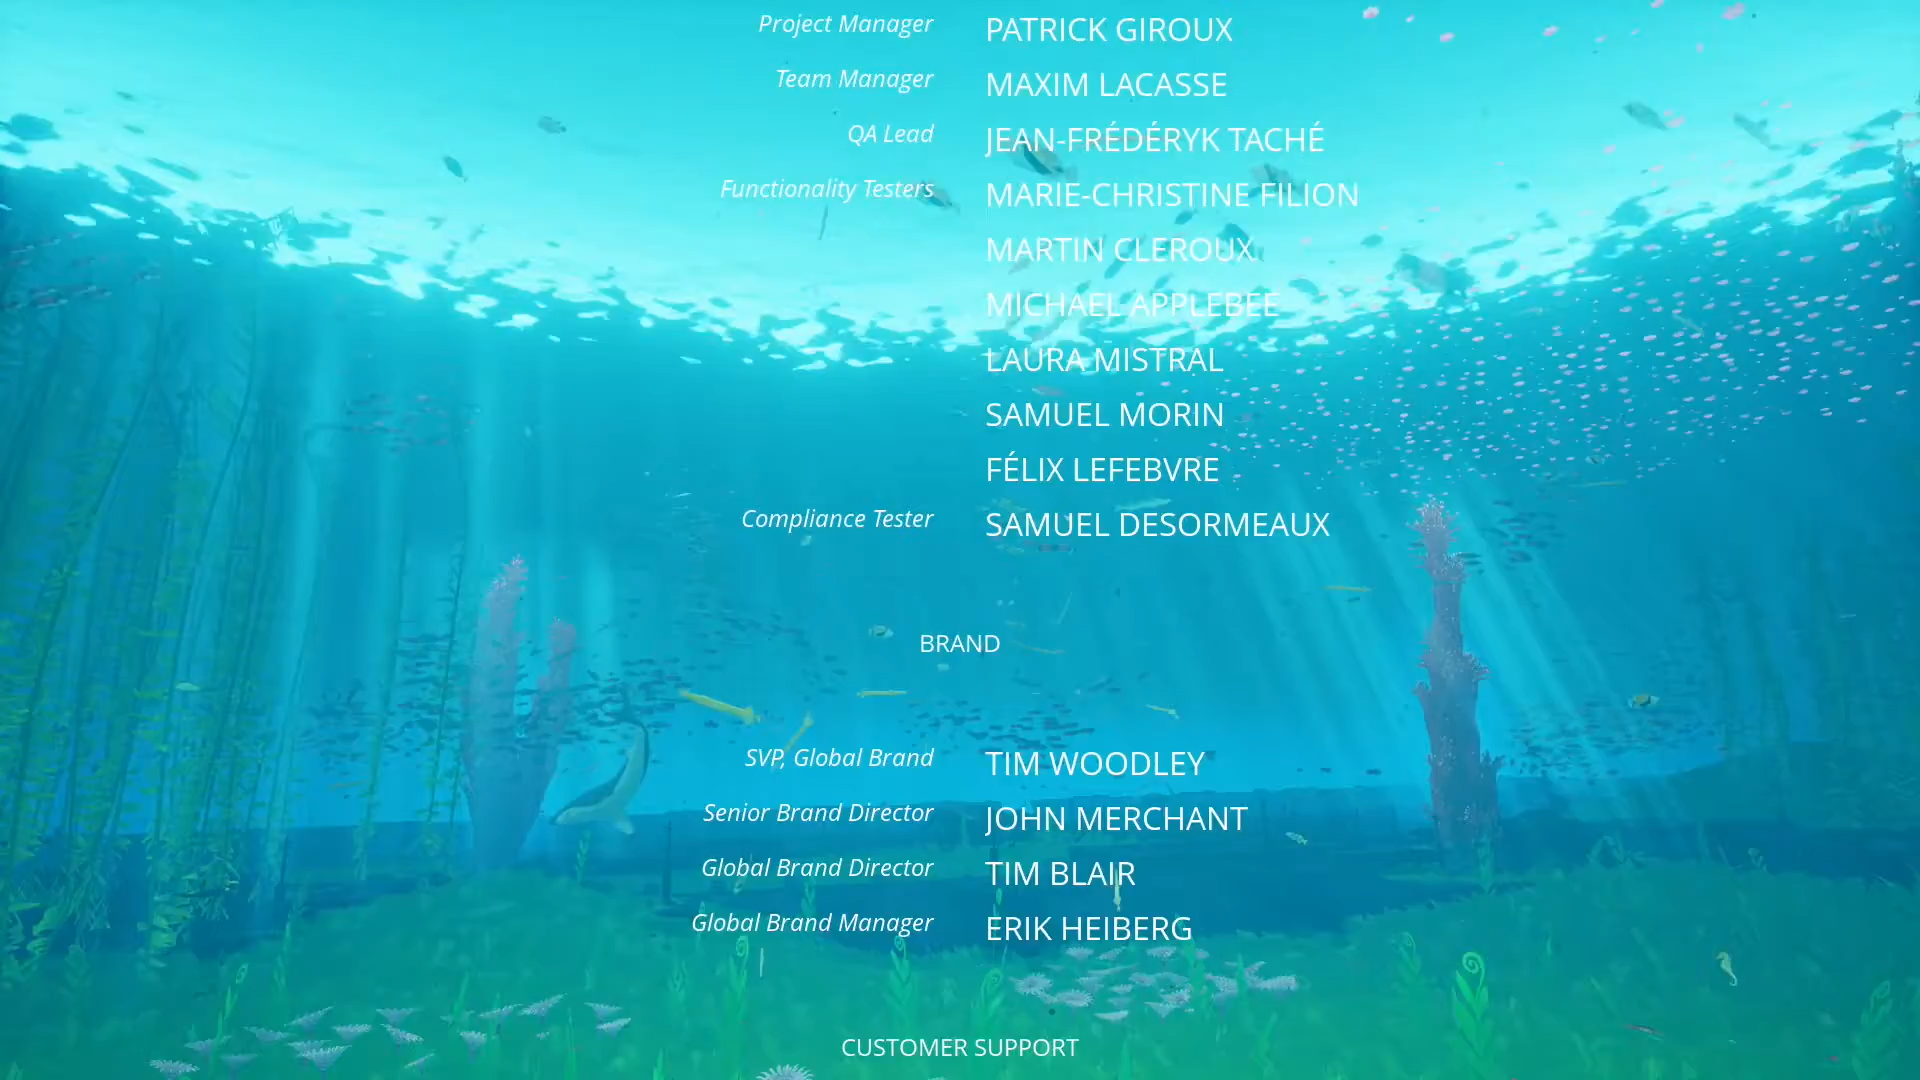 Project Manager PATRICK GIROUX
Team Manager MAXIM LACASSE
QA Lead JEAN-FRÉDÉRYK TACHÉ
Functionality Testers MARIE-CHRISTINE FILION
MARTIN CLEROUX
MICHAEL APPLEBEE
LAURA MISTRAL
SAMUEL MORIN
FÉLIX LEFEBVRE
Compliance Tester SAMUEL DESORMEAUX
BRAND
SVP, Global Brand TIM WOODLEY
Senior Brand Director JOHN MERCHANT
Global Brand Director TIM BLAIR
Global Brand Manager ERIK HEIBERG
CUSTOMER SUPPORT